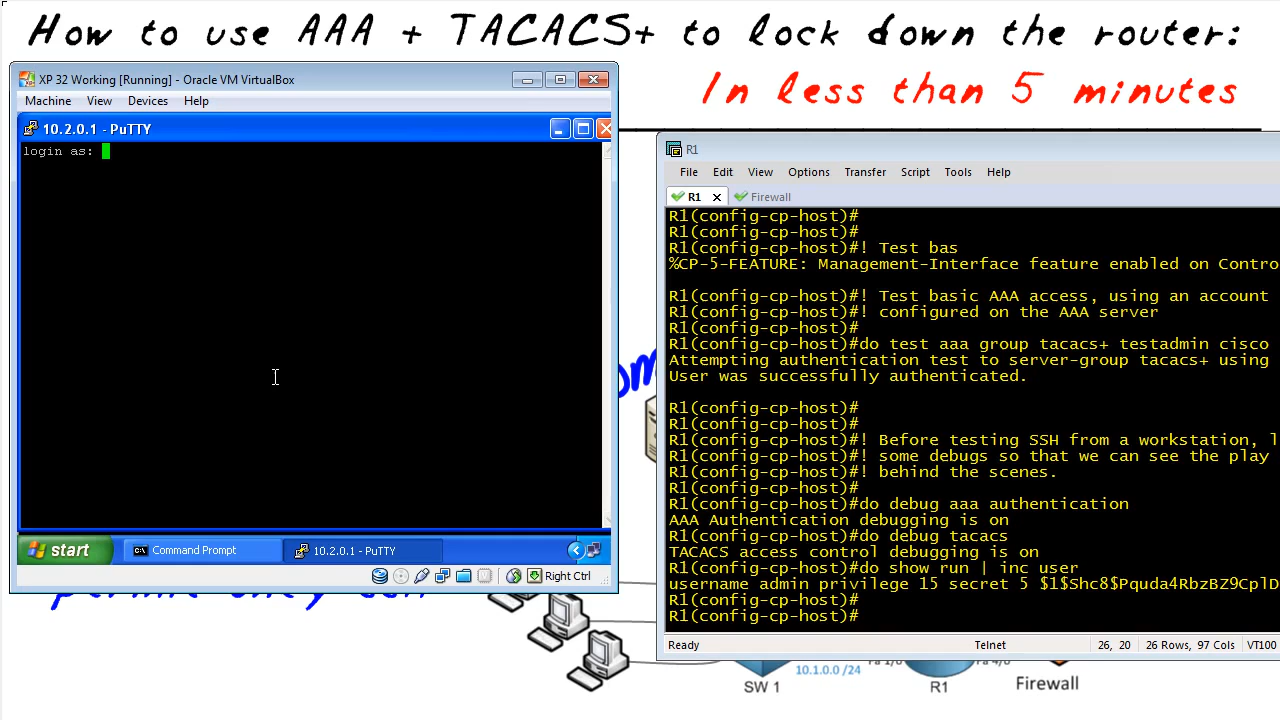 How to use AAA + TACACS+ to lock down the router:
In less than 5 minutes
XP 32 Working [Running] - Oracle VM VirtualBox
Machine View Devices Help
10.2.0.1 - PuTTY
login as:
start
Command Prompt
10.2.0.1 - PuTTY
Right Ctrl
R1
File Edit View Options Transfer Script Tools Help
R1 Firewall
R1(config-cp-host)#
R1(config-cp-host)#
R1(config-cp-host)#! Test bas
%CP-5-FEATURE: Management-Interface feature enabled on Contro
R1(config-cp-host)#! Test basic AAA access, using an account
R1(config-cp-host)#! configured on the AAA server
R1(config-cp-host)#
R1(config-cp-host)#do test aaa group tacacs+ testadmin cisco
Attempting authentication test to server-group tacacs+ using
User was successfully authenticated.
R1(config-cp-host)#
R1(config-cp-host)#
R1(config-cp-host)#! Before testing SSH from a workstation, l
R1(config-cp-host)#! some debugs so that we can see the play
R1(config-cp-host)#! behind the scenes.
R1(config-cp-host)#
R1(config-cp-host)#do debug aaa authentication
AAA Authentication debugging is on
R1(config-cp-host)#do debug tacacs
TACACS access control debugging is on
R1(config-cp-host)#do show run | inc user
username admin privilege 15 secret 5 $1$Shc8$Pquda4RbzBZ9CplD
R1(config-cp-host)#
R1(config-cp-host)#
Ready Telnet 26, 20 26 Rows, 97 Cols VT100
om
10.1.0.0 /24
SW 1
R1
Firewall